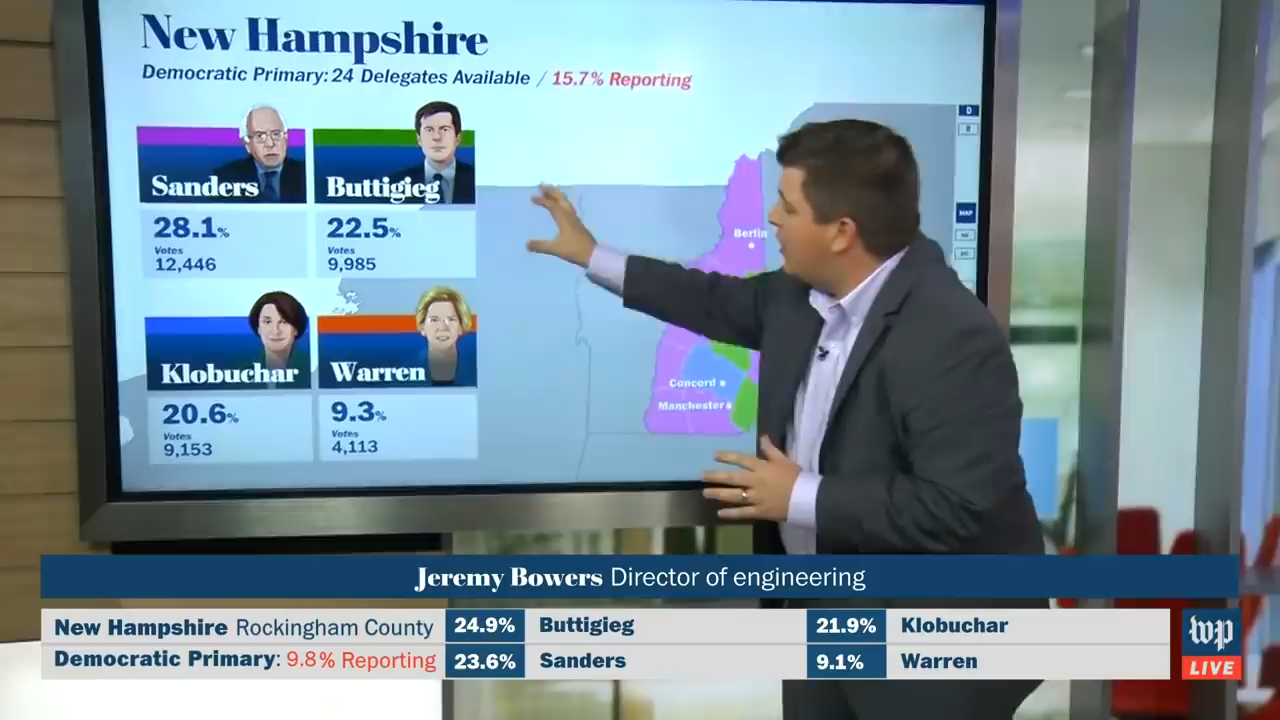 New Hampshire
Democratic Primary: 24 Delegates Available / 15.7% Reporting
Sanders
28.1%
Votes
12,446
Buttigieg
22.5%
Votes
9,985
Klobuchar
20.6%
Votes
9,153
Warren
9.3%
Votes
4,113
Berlin
Concord
Manchester
D
R
MAP
Jeremy Bowers Director of engineering
New Hampshire Rockingham County
Democratic Primary: 9.8% Reporting
24.9% Buttigieg
23.6% Sanders
21.9% Klobuchar
9.1% Warren
wp
LIVE